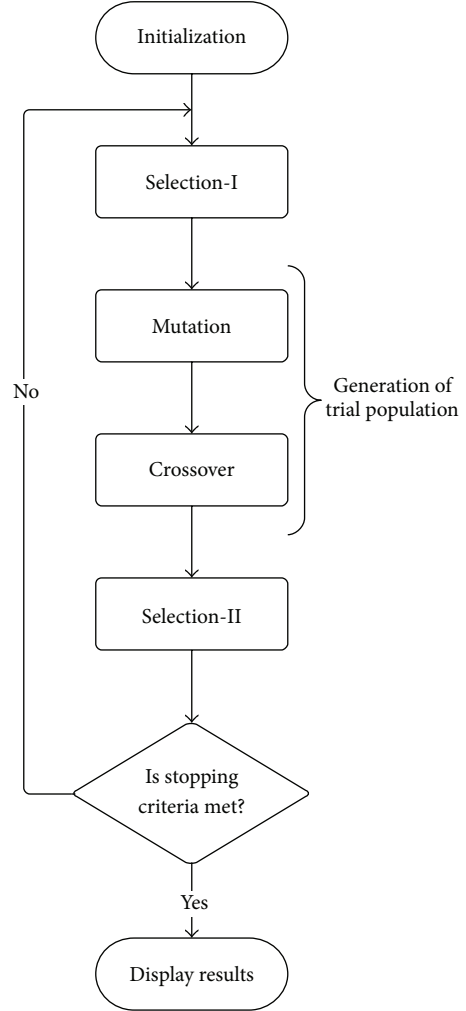 Initialization
Selection-I
Mutation
No
Generation of
trial population
Crossover
Selection-II
Is stopping
criteria met?
Yes
Display results